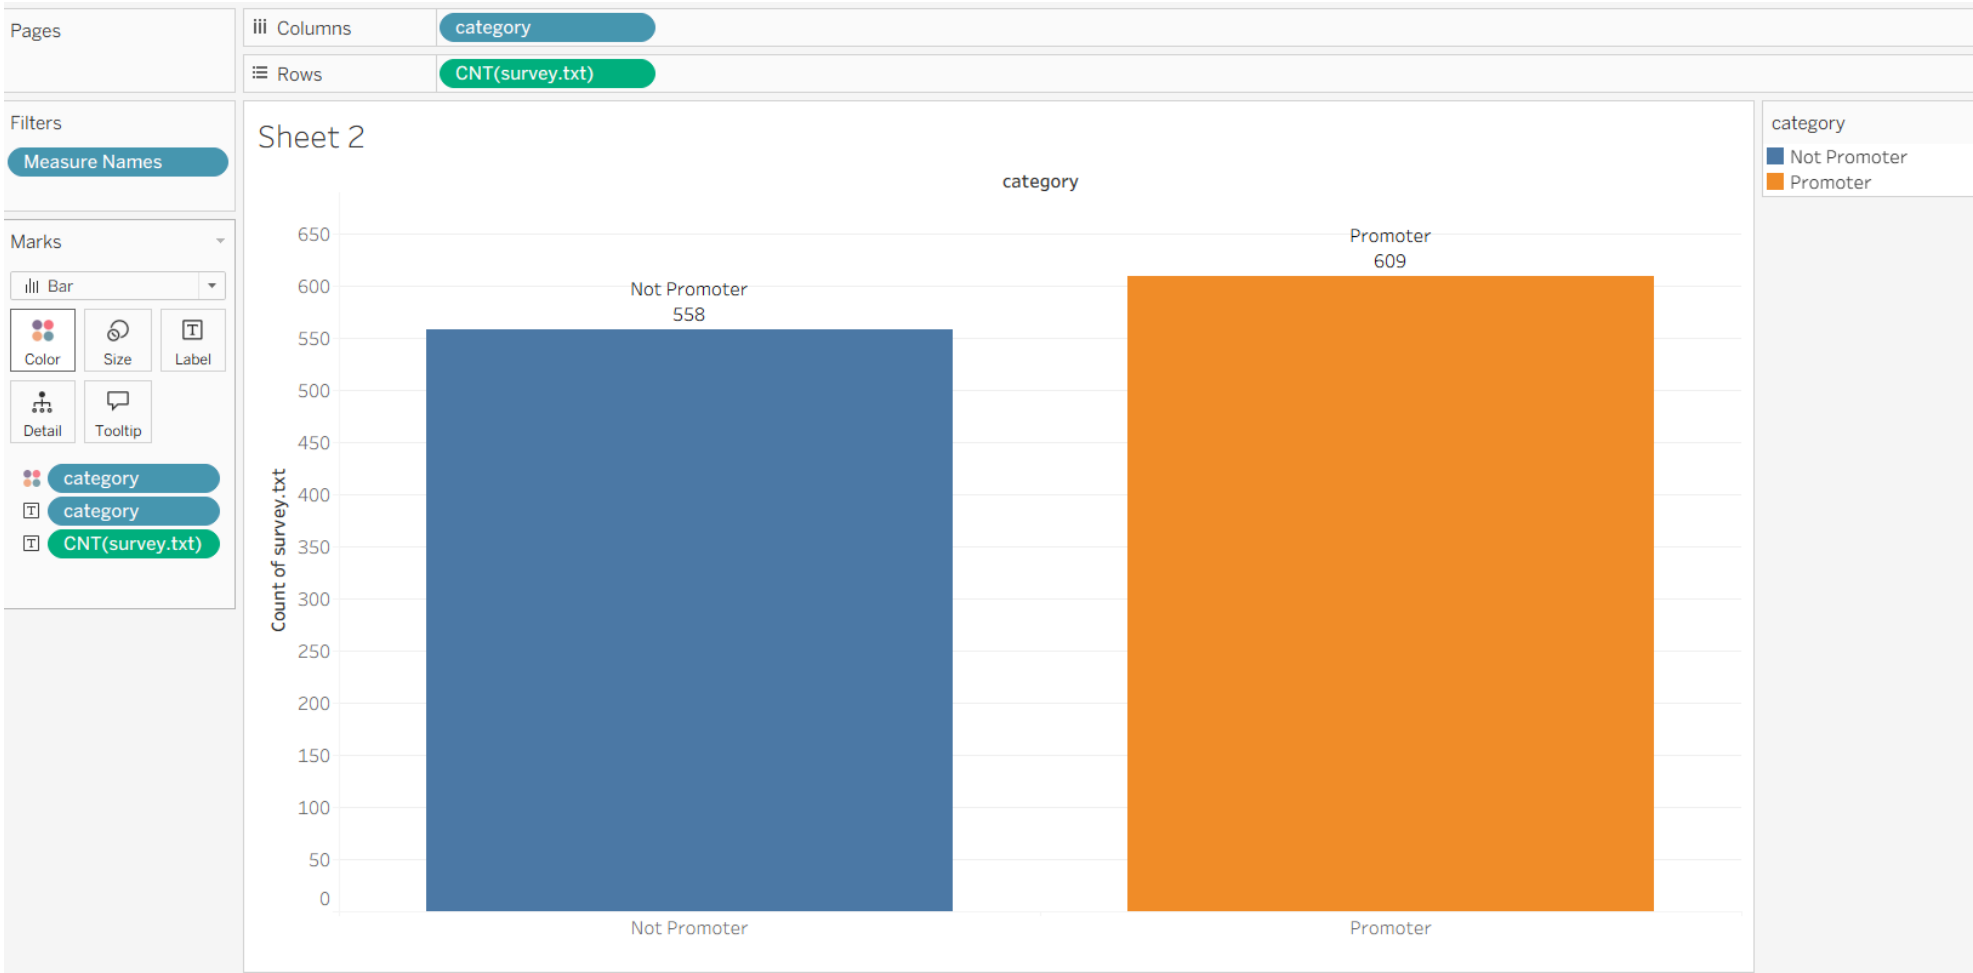 Pages
Columns
category
Rows
CNT(survey.txt)
Filters
Measure Names
Marks
Bar
Color
Size
Label
Detail
Tooltip
category
category
CNT(survey.txt)
Sheet 2
category
650
600
550
500
450
400
350
300
250
200
150
100
50
0
Count of survey.txt
Not Promoter
558
Promoter
609
Not Promoter
Promoter
category
Not Promoter
Promoter